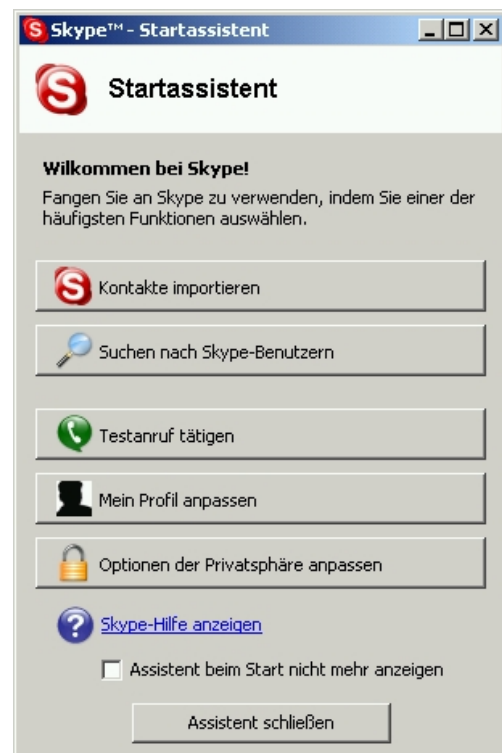 Skype™ - Startassistent
Startassistent
Wilkommen bei Skype!
Fangen Sie an Skype zu verwenden, indem Sie einer der
häufigsten Funktionen auswählen.
Kontakte importieren
Suchen nach Skype-Benutzern
Testanruf tätigen
Mein Profil anpassen
Optionen der Privatsphäre anpassen
Skype-Hilfe anzeigen
Assistent beim Start nicht mehr anzeigen
Assistent schließen